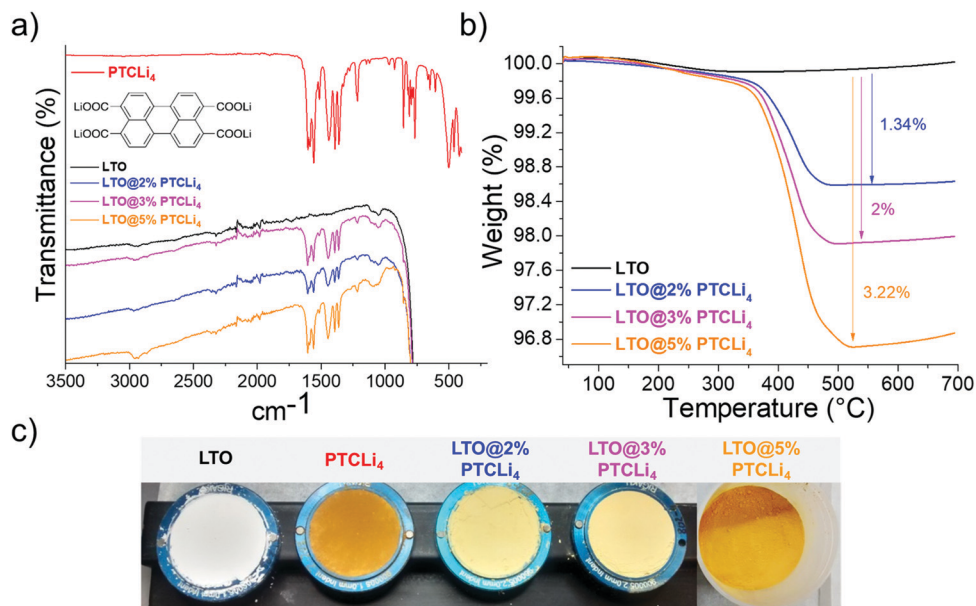 a)
Transmittance (%)
PTCLi₄
LiOOC
COOLi
LiOOC
COOLi
LTO
LTO@2% PTCLi₄
LTO@3% PTCLi₄
LTO@5% PTCLi₄
3500 3000 2500 2000 1500 1000 500
cm⁻¹
b)
Weight (%)
100.0
99.6
99.2
98.8
98.4
98.0
97.6
97.2
96.8
1.34%
2%
3.22%
LTO
LTO@2% PTCLi₄
LTO@3% PTCLi₄
LTO@5% PTCLi₄
100 200 300 400 500 600 700
Temperature (°C)
c)
LTO
PTCLi₄
LTO@2%
PTCLi₄
LTO@3%
PTCLi₄
LTO@5%
PTCLi₄